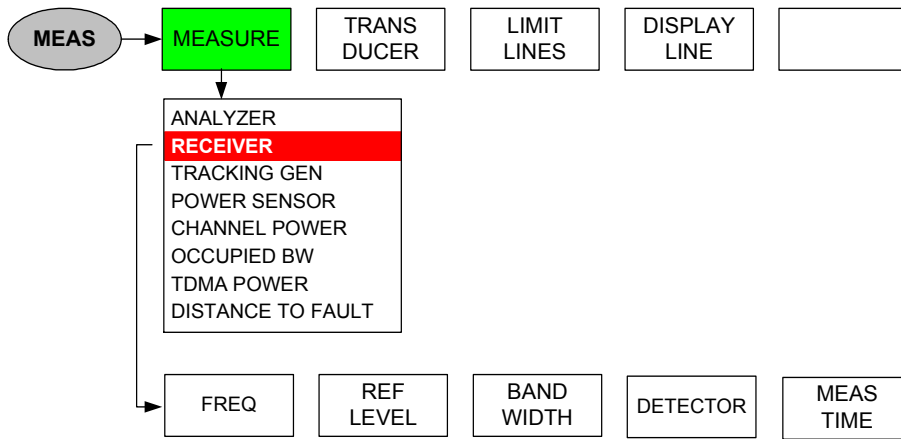 MEAS
MEASURE
TRANS
DUCER
LIMIT
LINES
DISPLAY
LINE
ANALYZER
RECEIVER
TRACKING GEN
POWER SENSOR
CHANNEL POWER
OCCUPIED BW
TDMA POWER
DISTANCE TO FAULT
FREQ
REF
LEVEL
BAND
WIDTH
DETECTOR
MEAS
TIME